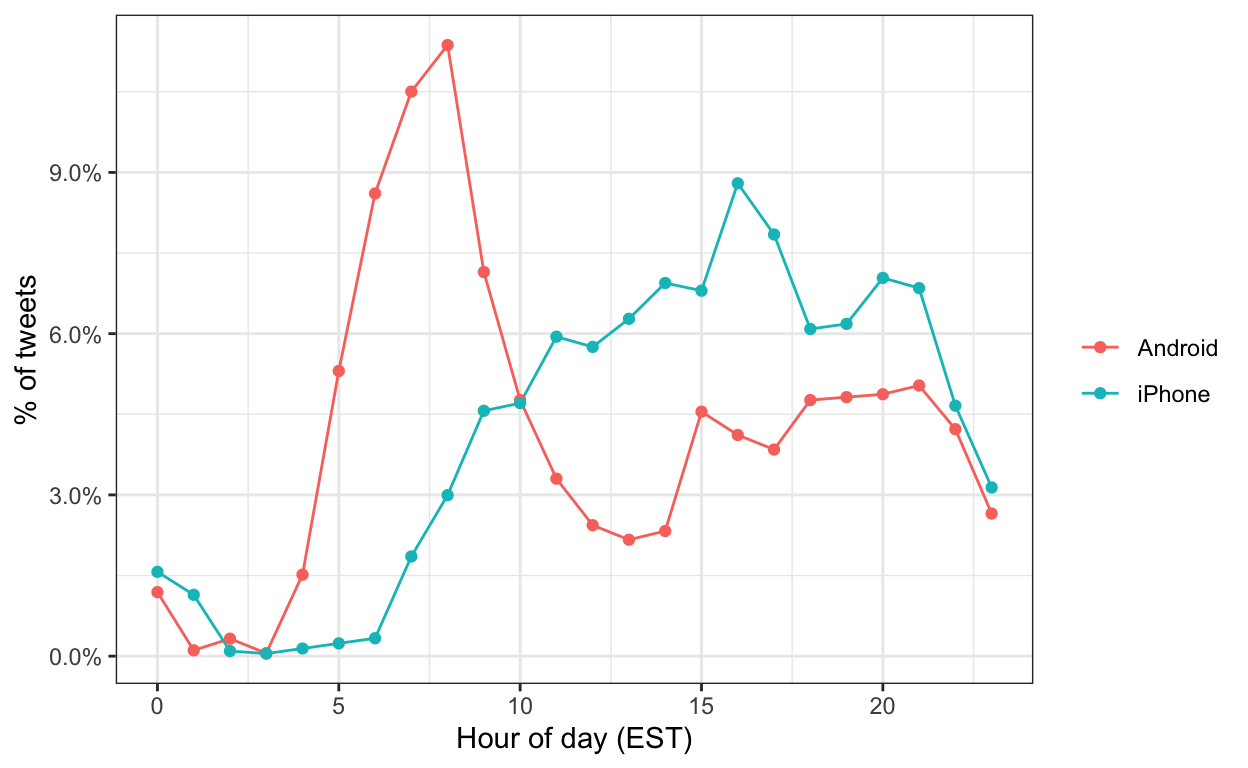 % of tweets
9.0%
6.0%
3.0%
0.0%
0 5 10 15 20
Hour of day (EST)
Android
iPhone